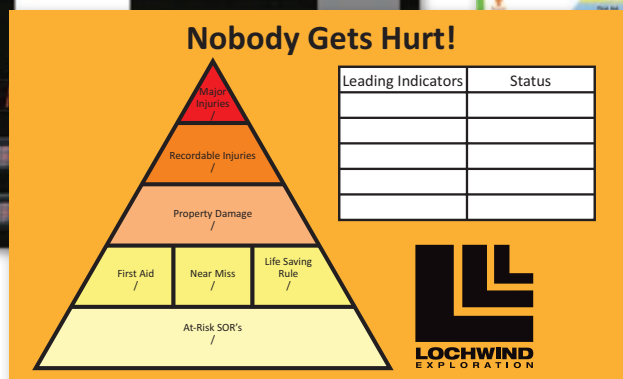 Nobody Gets Hurt!
Major
Injuries
/
Recordable Injuries
/
Property Damage
/
First Aid
/
Near Miss
/
Life Saving
Rule
/
At-Risk SOR's
/
Leading Indicators Status
LOCHWIND
EXPLORATION